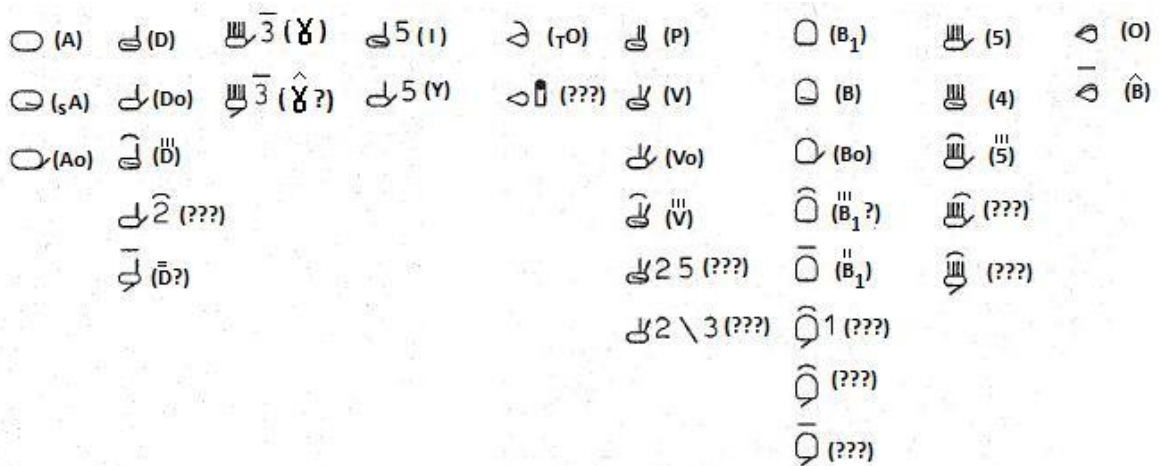 (A) (D) 3̅ (Ɣ) 5 (I) (ₜO) (P) (B₁) (5) (O)
(ₛA) (Do) 3̅ (Ɣ̂ ?) 5 (Y) (???) (V) (B) (4) (B̂)
(Ao) (D⃛) (Vo) (Bo) (5⃛)
2̑ (???) (V⃛) (B⃛₁?) (???)
(D̿?) 2 5 (???) (B̎₁) (???)
2 \ 3 (???) 1 (???)
(???)
(???)